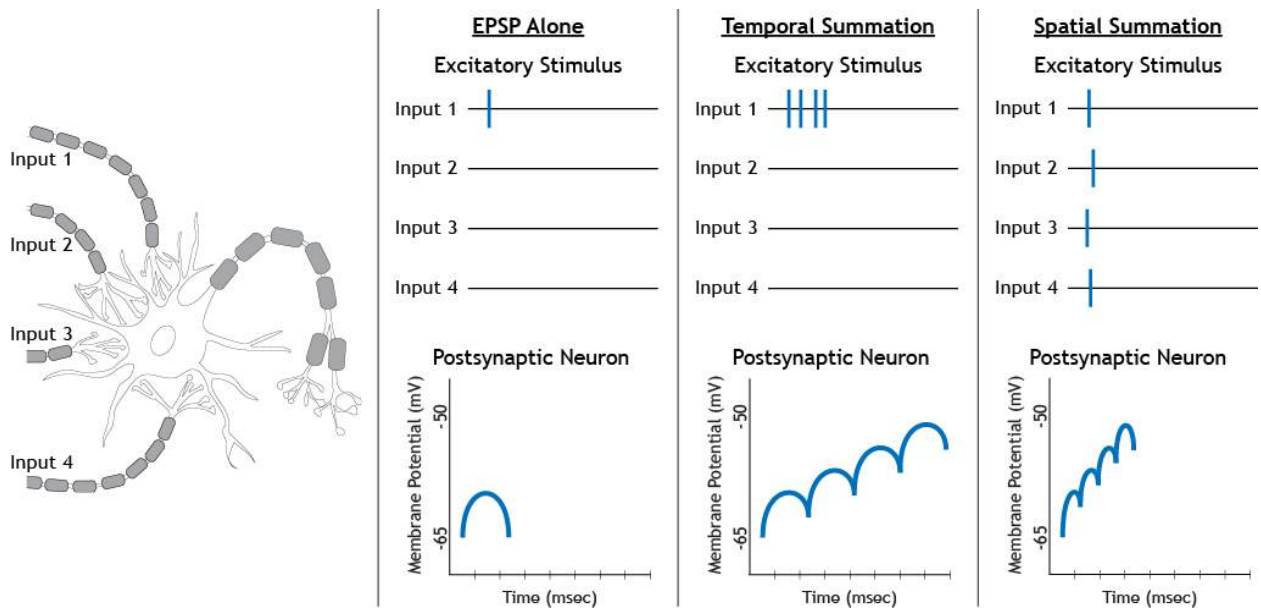 Input 1
Input 2
Input 3
Input 4
EPSP Alone
Excitatory Stimulus
Input 1
Input 2
Input 3
Input 4
Postsynaptic Neuron
Membrane Potential (mV)
-50
-65
Time (msec)
Temporal Summation
Excitatory Stimulus
Input 1
Input 2
Input 3
Input 4
Postsynaptic Neuron
Membrane Potential (mV)
-50
-65
Time (msec)
Spatial Summation
Excitatory Stimulus
Input 1
Input 2
Input 3
Input 4
Postsynaptic Neuron
Membrane Potential (mV)
-50
-65
Time (msec)